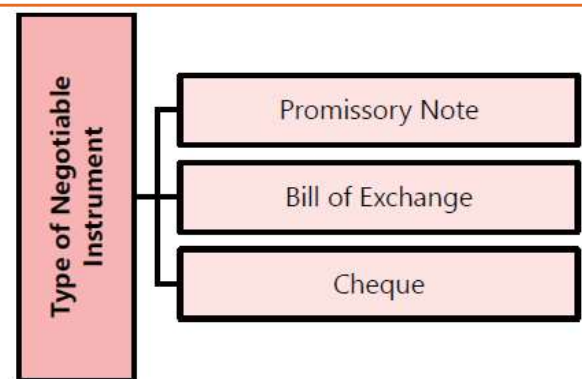 Type of Negotiable
Instrument
Promissory Note
Bill of Exchange
Cheque